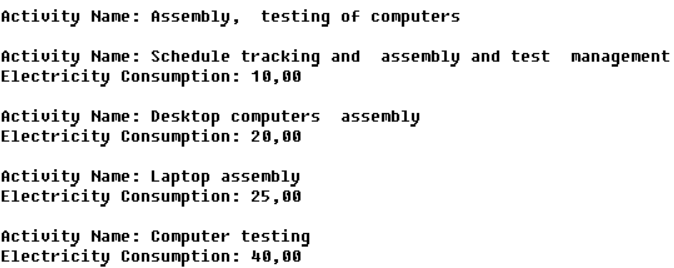 Activity Name: Assembly,  testing of computers
Activity Name: Schedule tracking and  assembly and test  management
Electricity Consumption: 10,00
Activity Name: Desktop computers  assembly
Electricity Consumption: 20,00
Activity Name: Laptop assembly
Electricity Consumption: 25,00
Activity Name: Computer testing
Electricity Consumption: 40,00